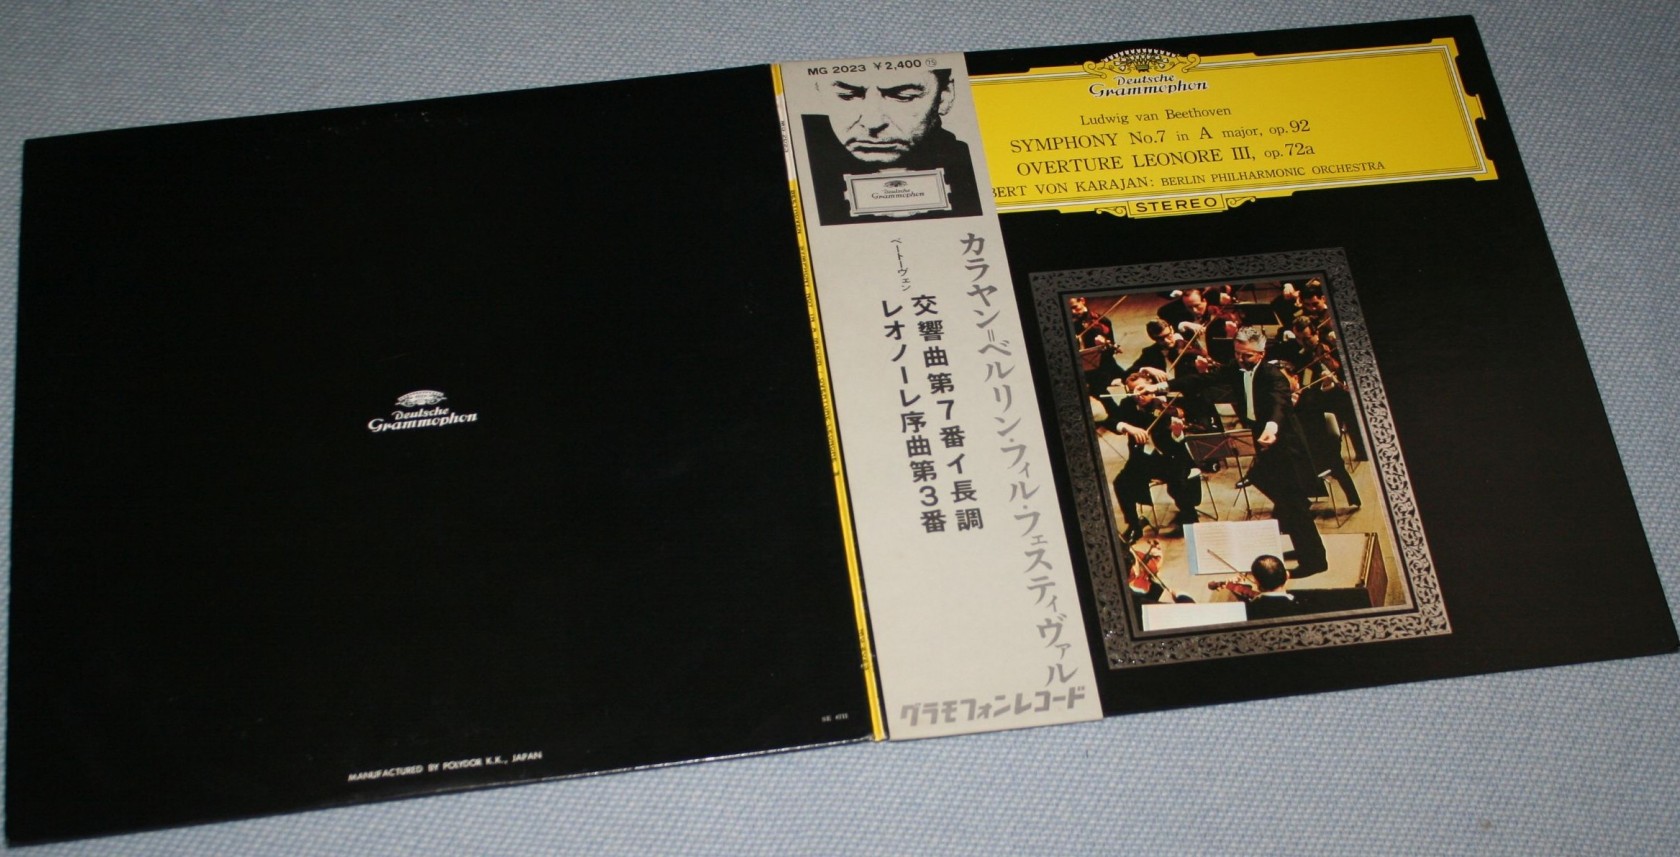 Deutsche
Grammophon
MANUFACTURED BY POLYDOR K.K., JAPAN
MG 2023 ¥2,400 ⑮
Deutsche
Grammophon
カラヤン=ベルリン・フィル・フェスティヴァル
ベートーヴェン
交響曲第7番イ長調
レオノーレ序曲第3番
グラモフォンレコード
Deutsche
Grammophon
Ludwig van Beethoven
SYMPHONY No.7 in A major, op.92
OVERTURE LEONORE III, op.72a
BERT VON KARAJAN: BERLIN PHILHARMONIC ORCHESTRA
STEREO